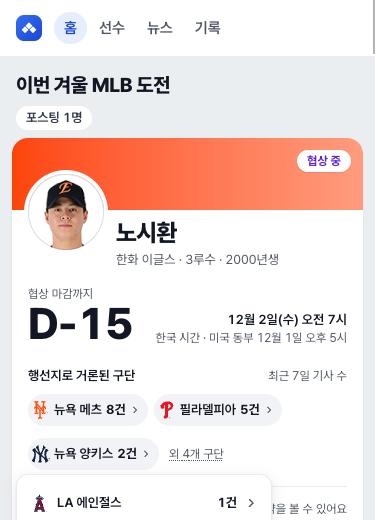 홈 선수 뉴스 기록
이번 겨울 MLB 도전
포스팅 1명
협상 중
노시환
한화 이글스 · 3루수 · 2000년생
협상 마감까지
D-15
12월 2일(수) 오전 7시
한국 시간 · 미국 동부 12월 1일 오후 5시
행선지로 거론된 구단 최근 7일 기사 수
뉴욕 메츠 8건 필라델피아 5건
뉴욕 양키스 2건 외 4개 구단
LA 에인절스 1건
볼 수 있어요